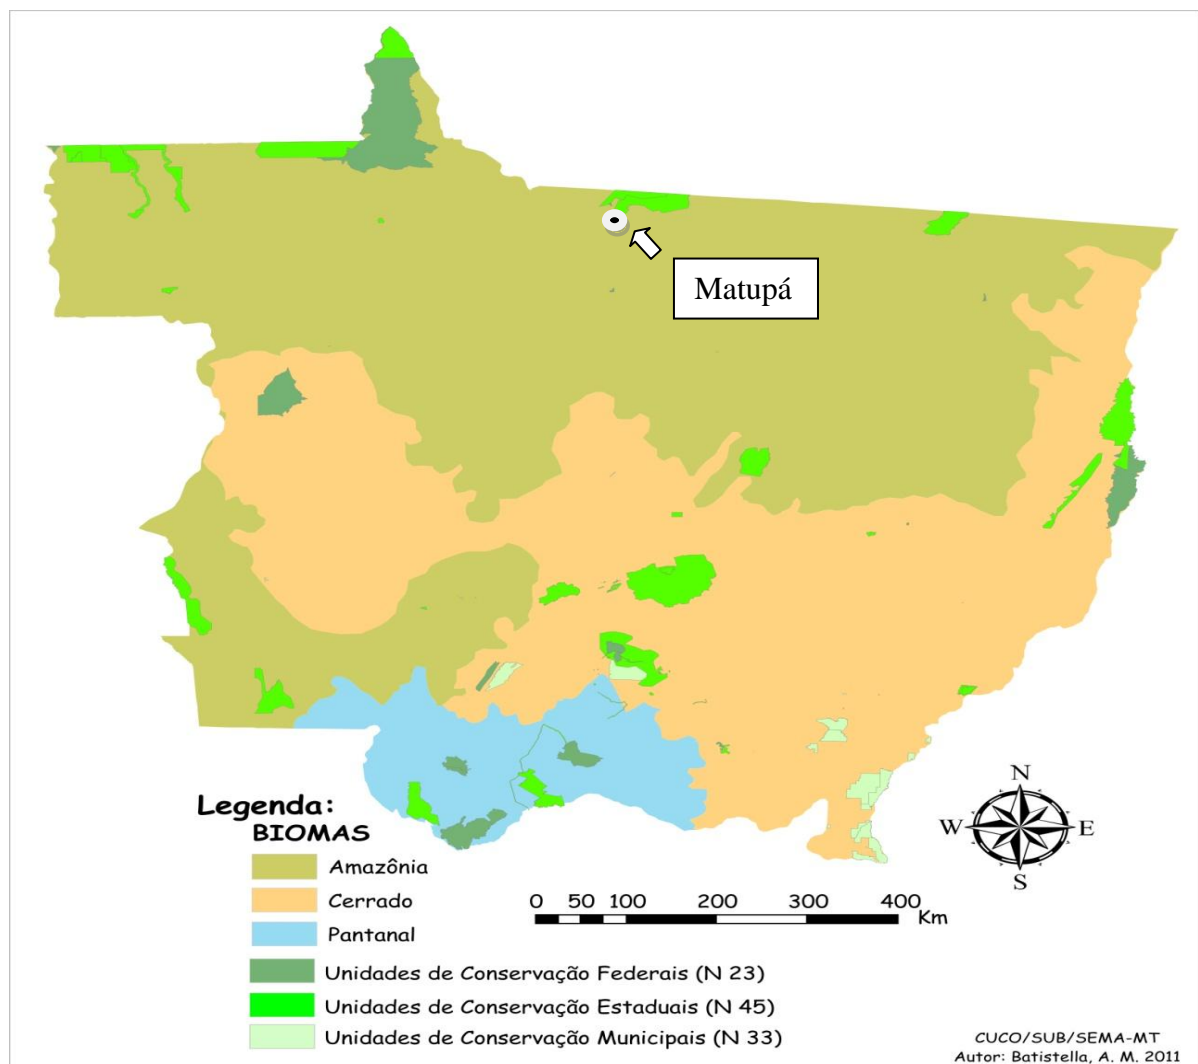 Matupá
Legenda:
BIOMAS
Amazônia
Cerrado
Pantanal
Unidades de Conservação Federais (N 23)
Unidades de Conservação Estaduais (N 45)
Unidades de Conservação Municipais (N 33)
0 50 100 200 300 400
Km
N
W E
S
CUCO/SUB/SEMA-MT
Autor: Batistella, A. M. 2011